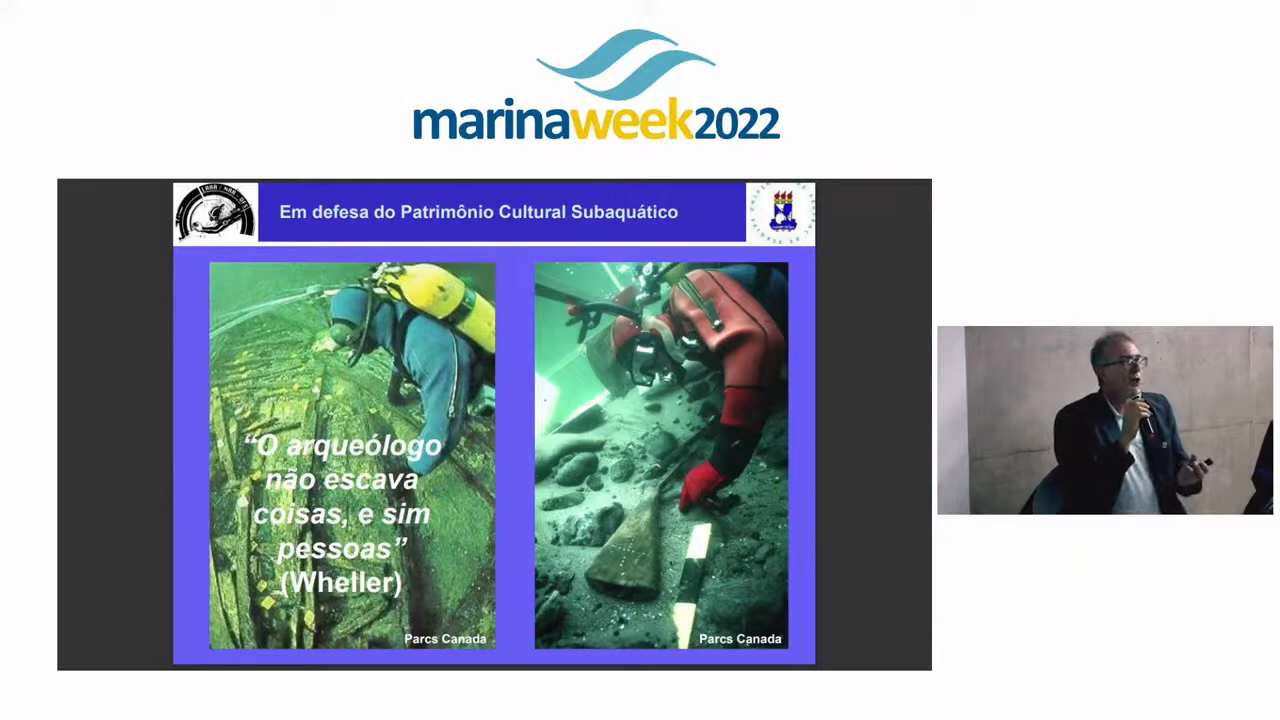 marinaweek2022
Em defesa do Patrimônio Cultural Subaquático
“O arqueólogo
não escava
coisas, e sim
pessoas”
(Wheller)
Parcs Canada
Parcs Canada